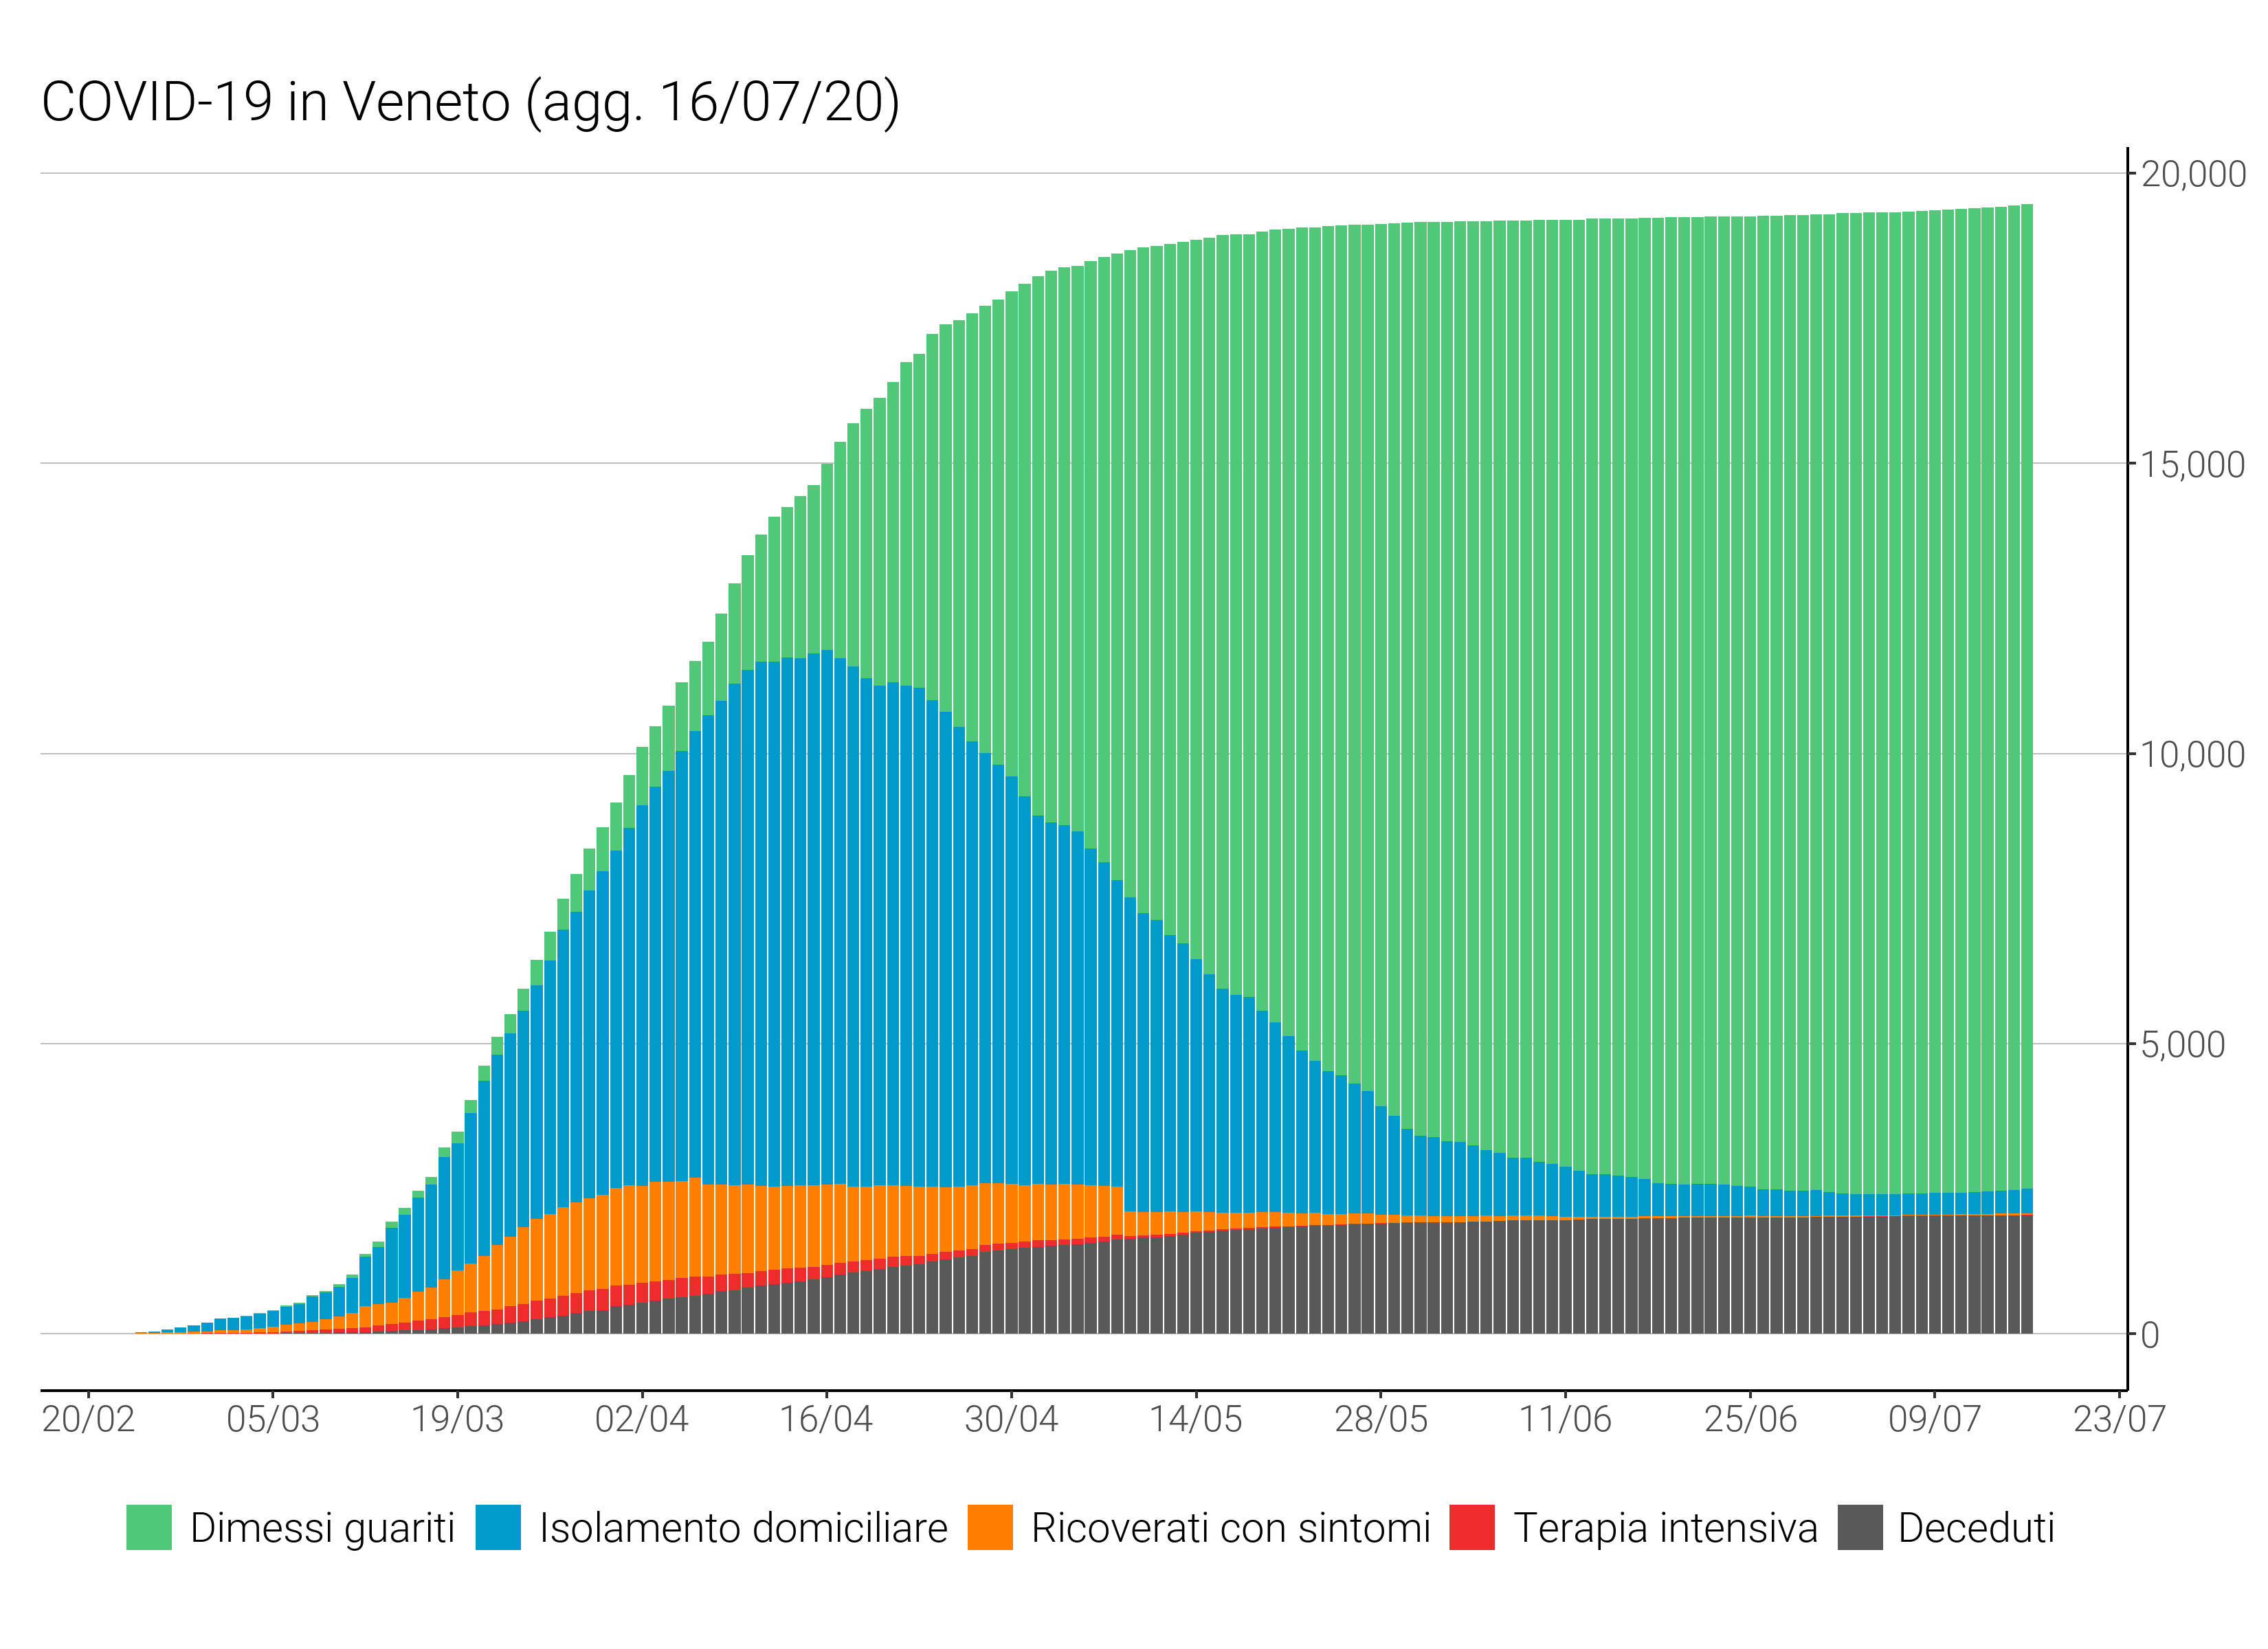 COVID-19 in Veneto (agg. 16/07/20)
20,000
15,000
10,000
5,000
0
20/02 05/03 19/03 02/04 16/04 30/04 14/05 28/05 11/06 25/06 09/07 23/07
Dimessi guariti Isolamento domiciliare Ricoverati con sintomi Terapia intensiva Deceduti